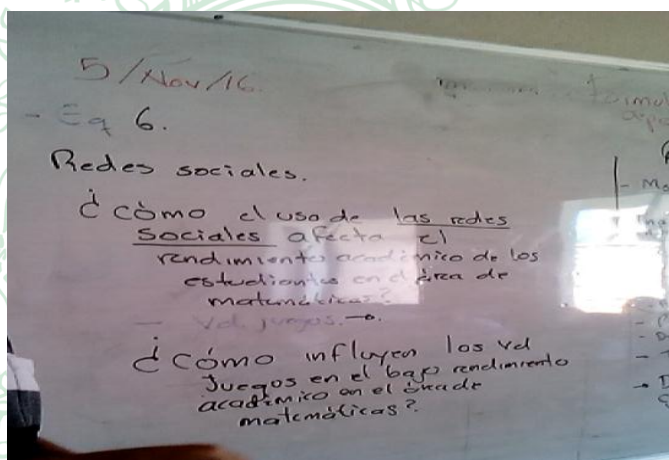 5/Nov/16.
- Eq 6.
Redes sociales.
¿còmo el uso de las redes
sociales afecta el
rendimiento académico de los
estudiantes en el área de
matemáticas?
- Vd. juegos. →
¿cómo influyen los vd
Juegos en el bajo rendimiento
académico en el área de
matemáticas?